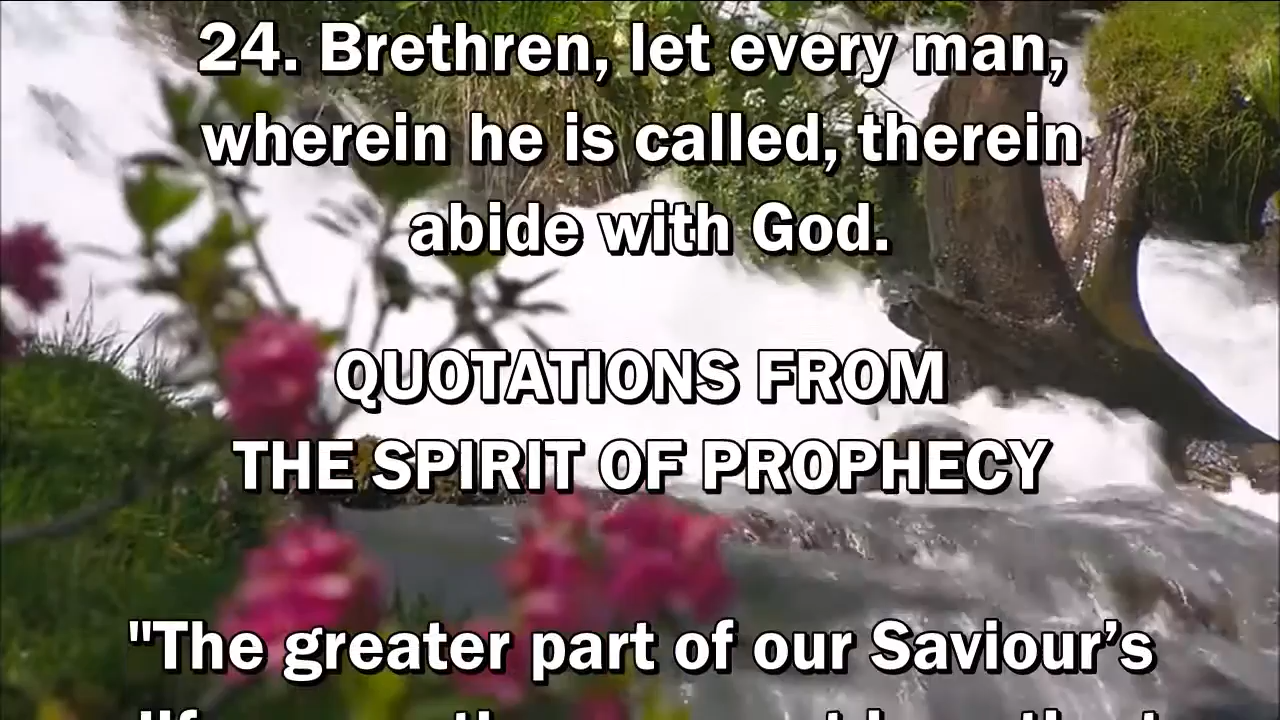 24. Brethren, let every man,
wherein he is called, therein
abide with God.
QUOTATIONS FROM
THE SPIRIT OF PROPHECY
"The greater part of our Saviour’s